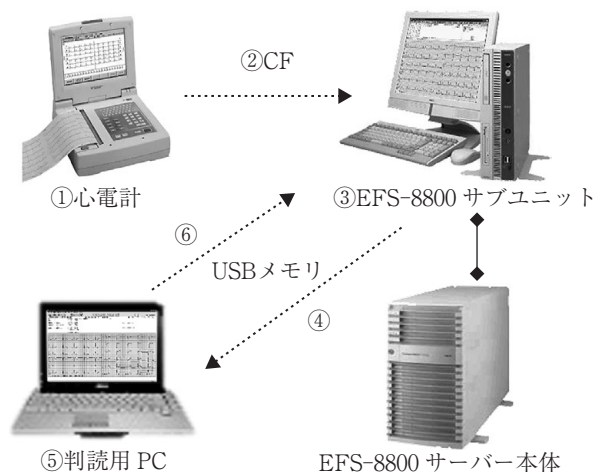 ②CF
①心電計
③EFS-8800 サブユニット
⑥
USBメモリ
④
⑤判読用 PC
EFS-8800 サーバー本体